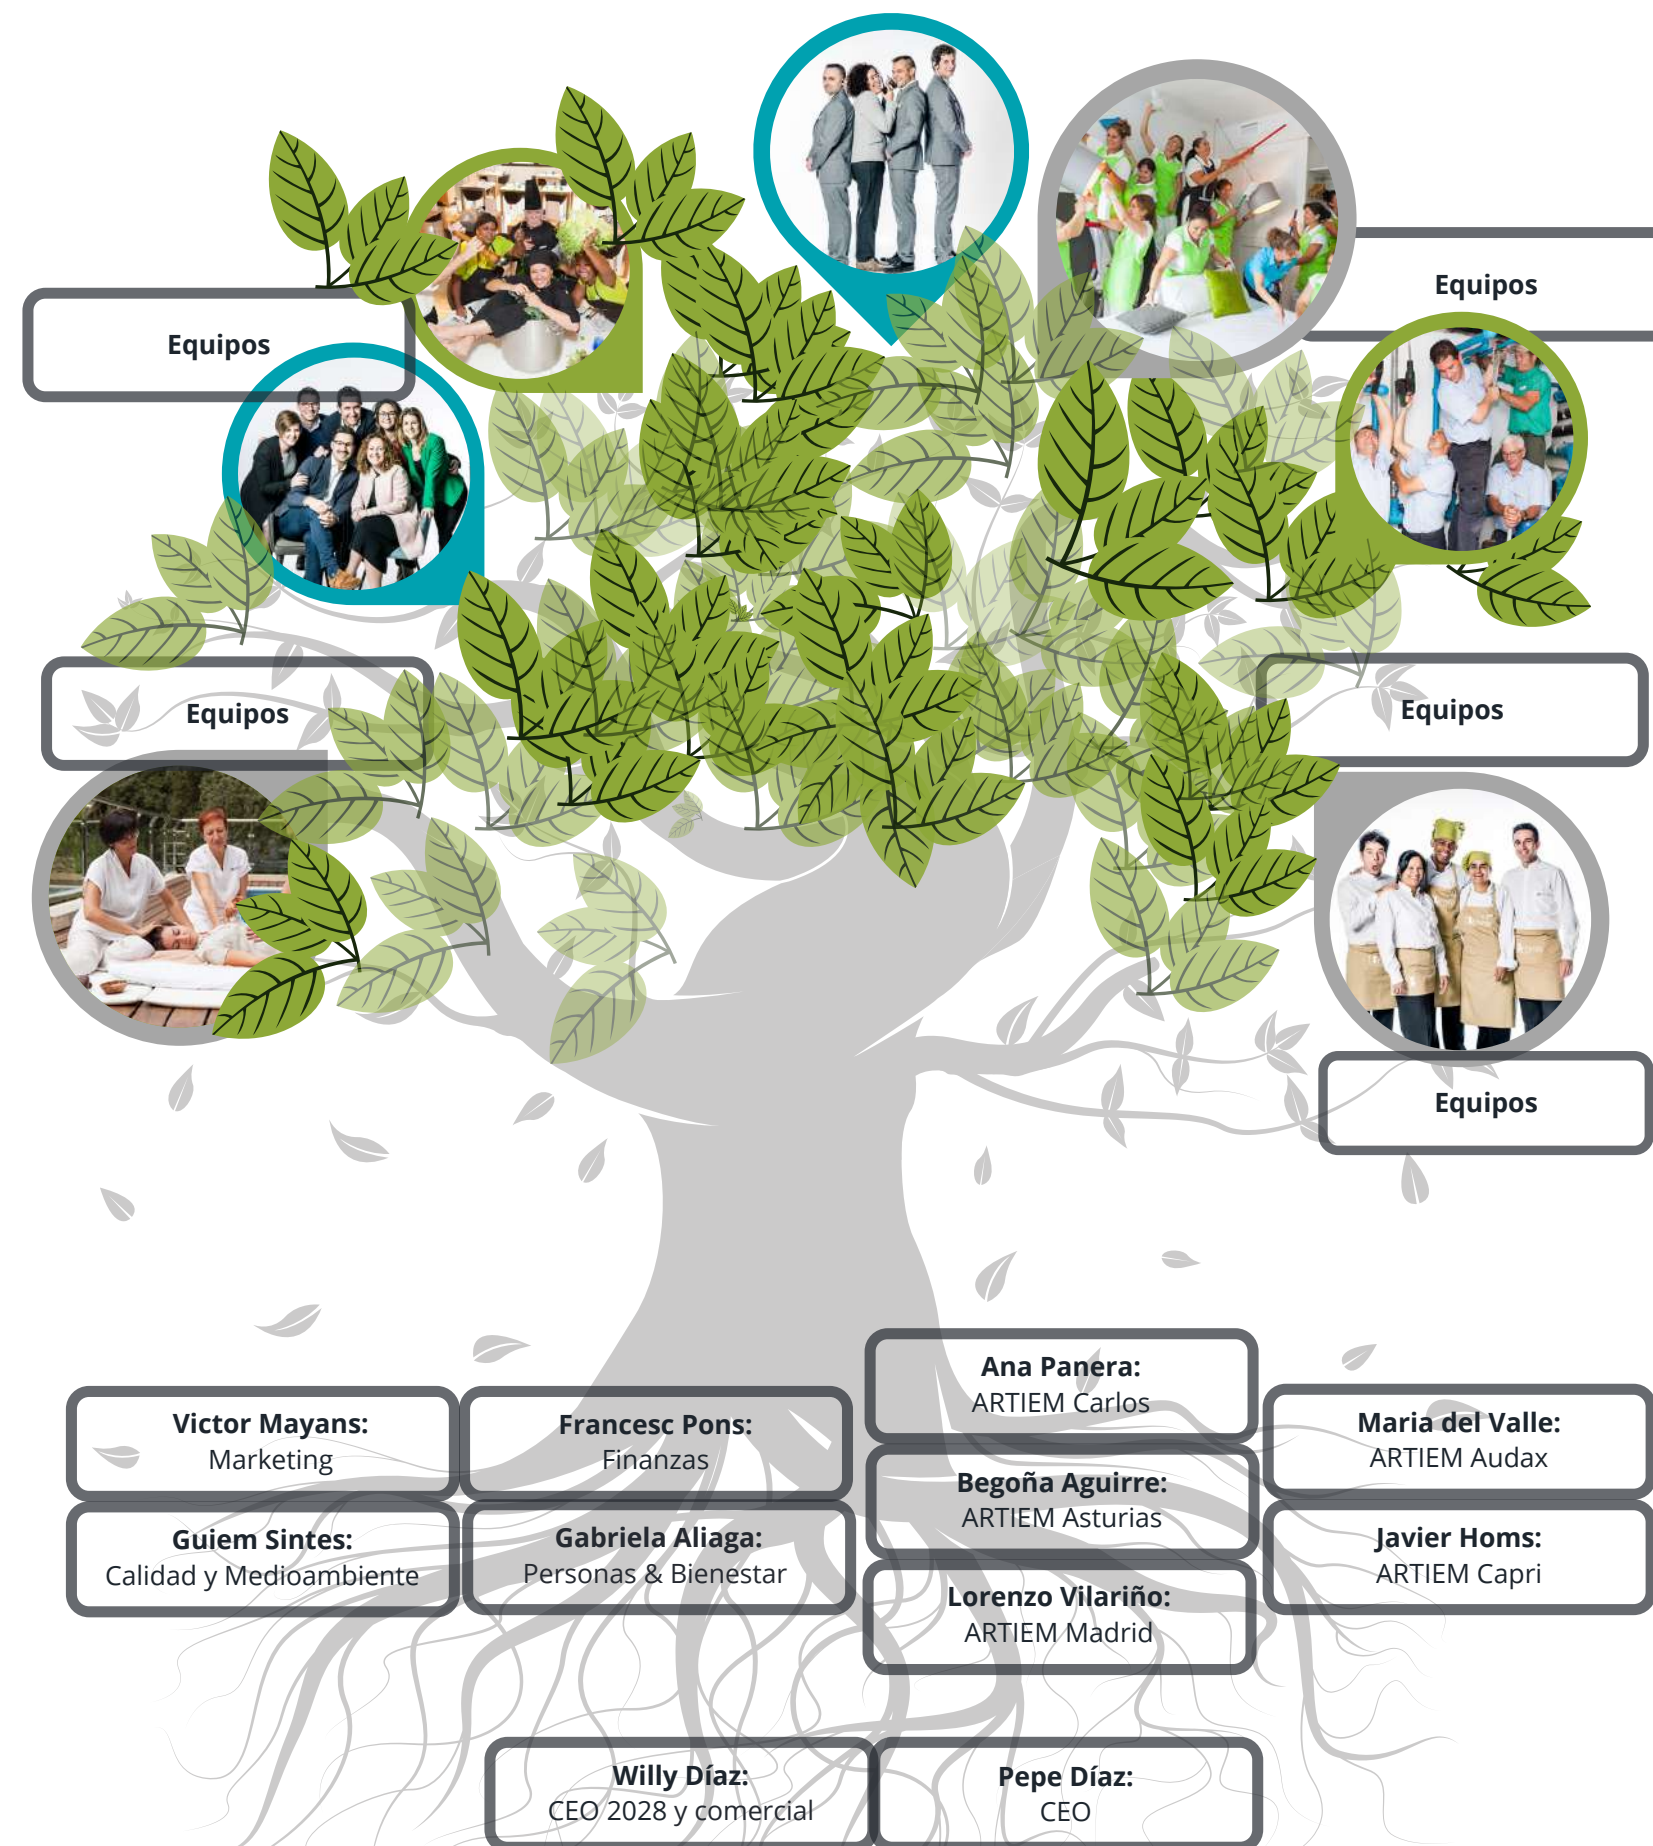 Equipos
Equipos
Equipos
Equipos
Equipos
Ana Panera:
ARTIEM Carlos
Victor Mayans:
Marketing
Francesc Pons:
Finanzas
Maria del Valle:
ARTIEM Audax
Begoña Aguirre:
ARTIEM Asturias
Guiem Sintes:
Calidad y Medioambiente
Gabriela Aliaga:
Personas & Bienestar
Javier Homs:
ARTIEM Capri
Lorenzo Vilariño:
ARTIEM Madrid
Willy Díaz:
CEO 2028 y comercial
Pepe Díaz:
CEO